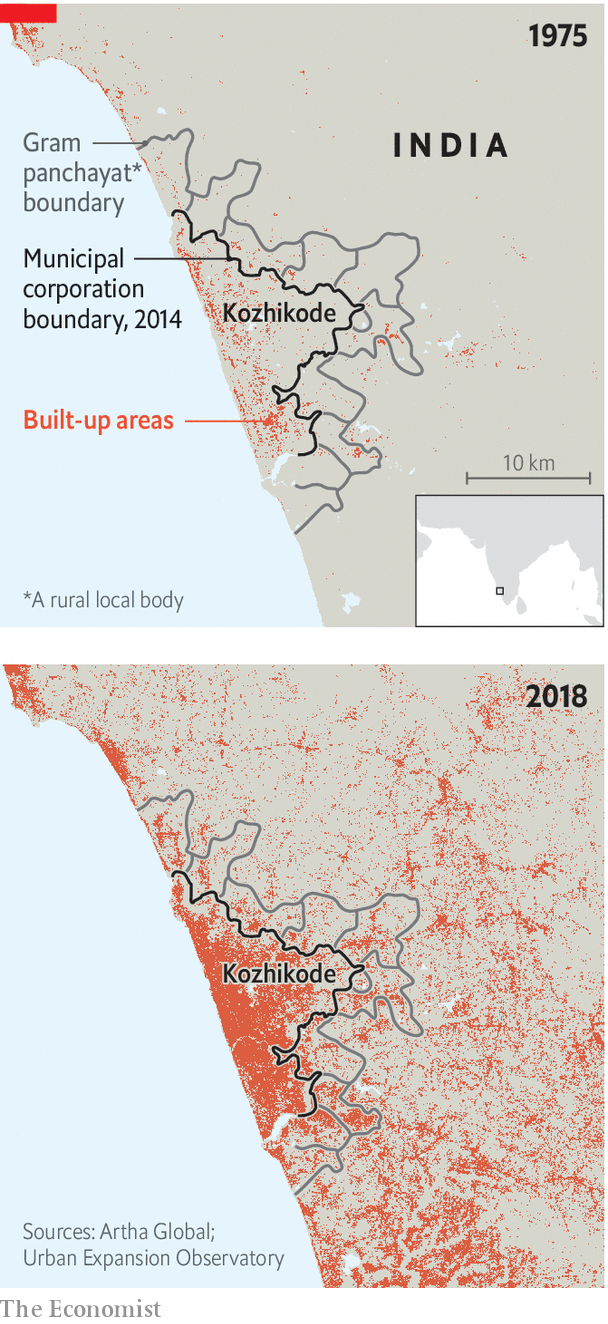 1975
INDIA
Gram
panchayat*
boundary
Municipal
corporation
boundary, 2014
Kozhikode
Built-up areas
10 km
*A rural local body
2018
Kozhikode
Sources: Artha Global;
Urban Expansion Observatory
The Economist